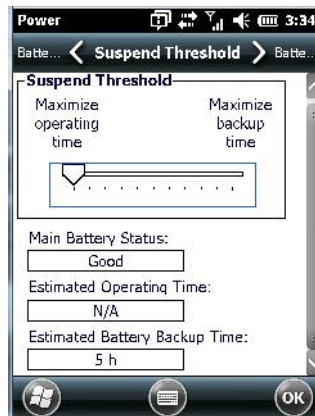 Power 3:34
Batte... Suspend Threshold Batte...
Suspend Threshold
Maximize operating time
Maximize backup time
Main Battery Status:
Good
Estimated Operating Time:
N/A
Estimated Battery Backup Time:
5 h
OK